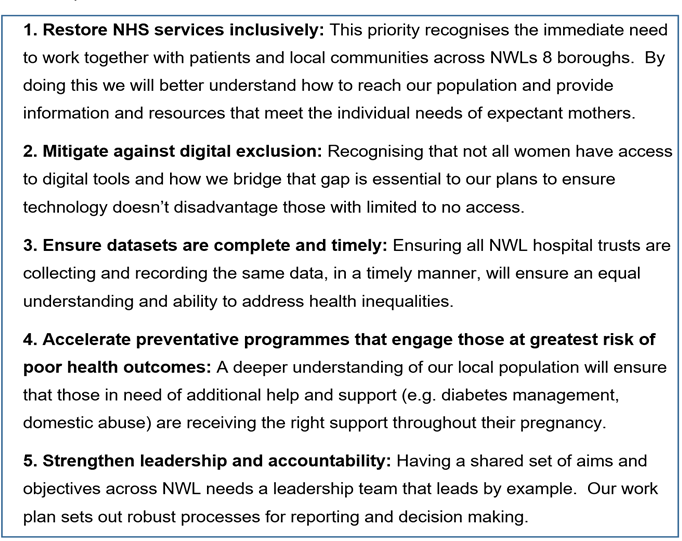 1. Restore NHS services inclusively: This priority recognises the immediate need
to work together with patients and local communities across NWLs 8 boroughs.  By
doing this we will better understand how to reach our population and provide
information and resources that meet the individual needs of expectant mothers.
2. Mitigate against digital exclusion: Recognising that not all women have access
to digital tools and how we bridge that gap is essential to our plans to ensure
technology doesn’t disadvantage those with limited to no access.
3. Ensure datasets are complete and timely: Ensuring all NWL hospital trusts are
collecting and recording the same data, in a timely manner, will ensure an equal
understanding and ability to address health inequalities.
4. Accelerate preventative programmes that engage those at greatest risk of
poor health outcomes: A deeper understanding of our local population will ensure
that those in need of additional help and support (e.g. diabetes management,
domestic abuse) are receiving the right support throughout their pregnancy.
5. Strengthen leadership and accountability: Having a shared set of aims and
objectives across NWL needs a leadership team that leads by example.  Our work
plan sets out robust processes for reporting and decision making.